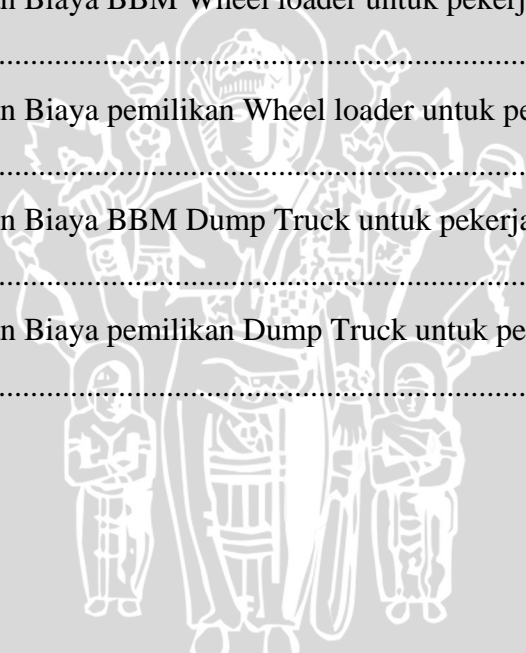 n Biaya BBM Wheel loader untuk pekerj
................................................................
n Biaya pemilikan Wheel loader untuk pe
................................................................
n Biaya BBM Dump Truck untuk pekerja
................................................................
n Biaya pemilikan Dump Truck untuk pe
................................................................